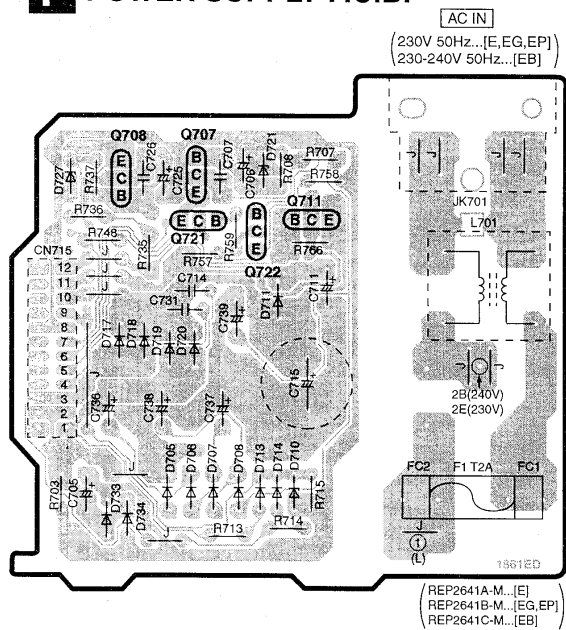 AC IN
230V 50Hz...[E,EG,EP]
230-240V 50Hz...[EB]
Q708
Q707
C726
C725
C707
C706
D721
R708
R707
R758
D727
R737
E C B
B C E
R736
JK701
L701
Q711
B C E
E C B
Q721
R759
B C E
R766
CN715
R748
R735
J
J
J
R757
Q722
12
11
10
9
8
7
6
5
4
3
2
1
C714
C731
C739
D711
C711
D717
D718
D719
D720
J
C715
C736
C738
C737
2B(240V)
2E(230V)
D705
D706
D707
D708
D713
D714
D710
FC2 F1 T2A FC1
R703
C705
D733
D734
J
J
R713
R714
R715
J
1
(L)
1861ED
REP2641A-M...[E]
REP2641B-M...[EG,EP]
REP2641C-M...[EB]